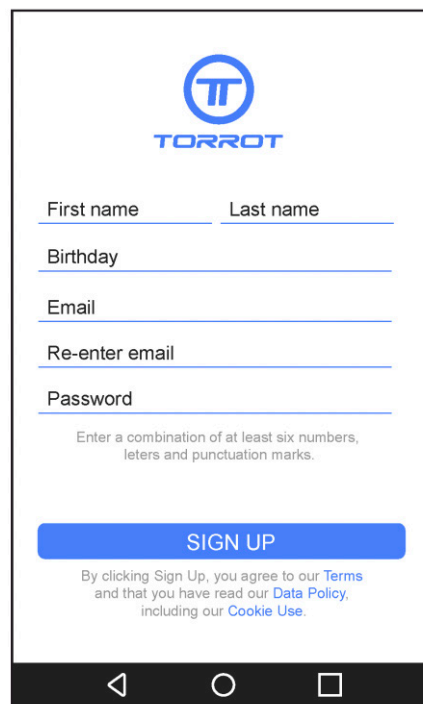 TORROT
First name Last name
Birthday
Email
Re-enter email
Password
Enter a combination of at least six numbers,
leters and punctuation marks.
SIGN UP
By clicking Sign Up, you agree to our Terms
and that you have read our Data Policy,
including our Cookie Use.